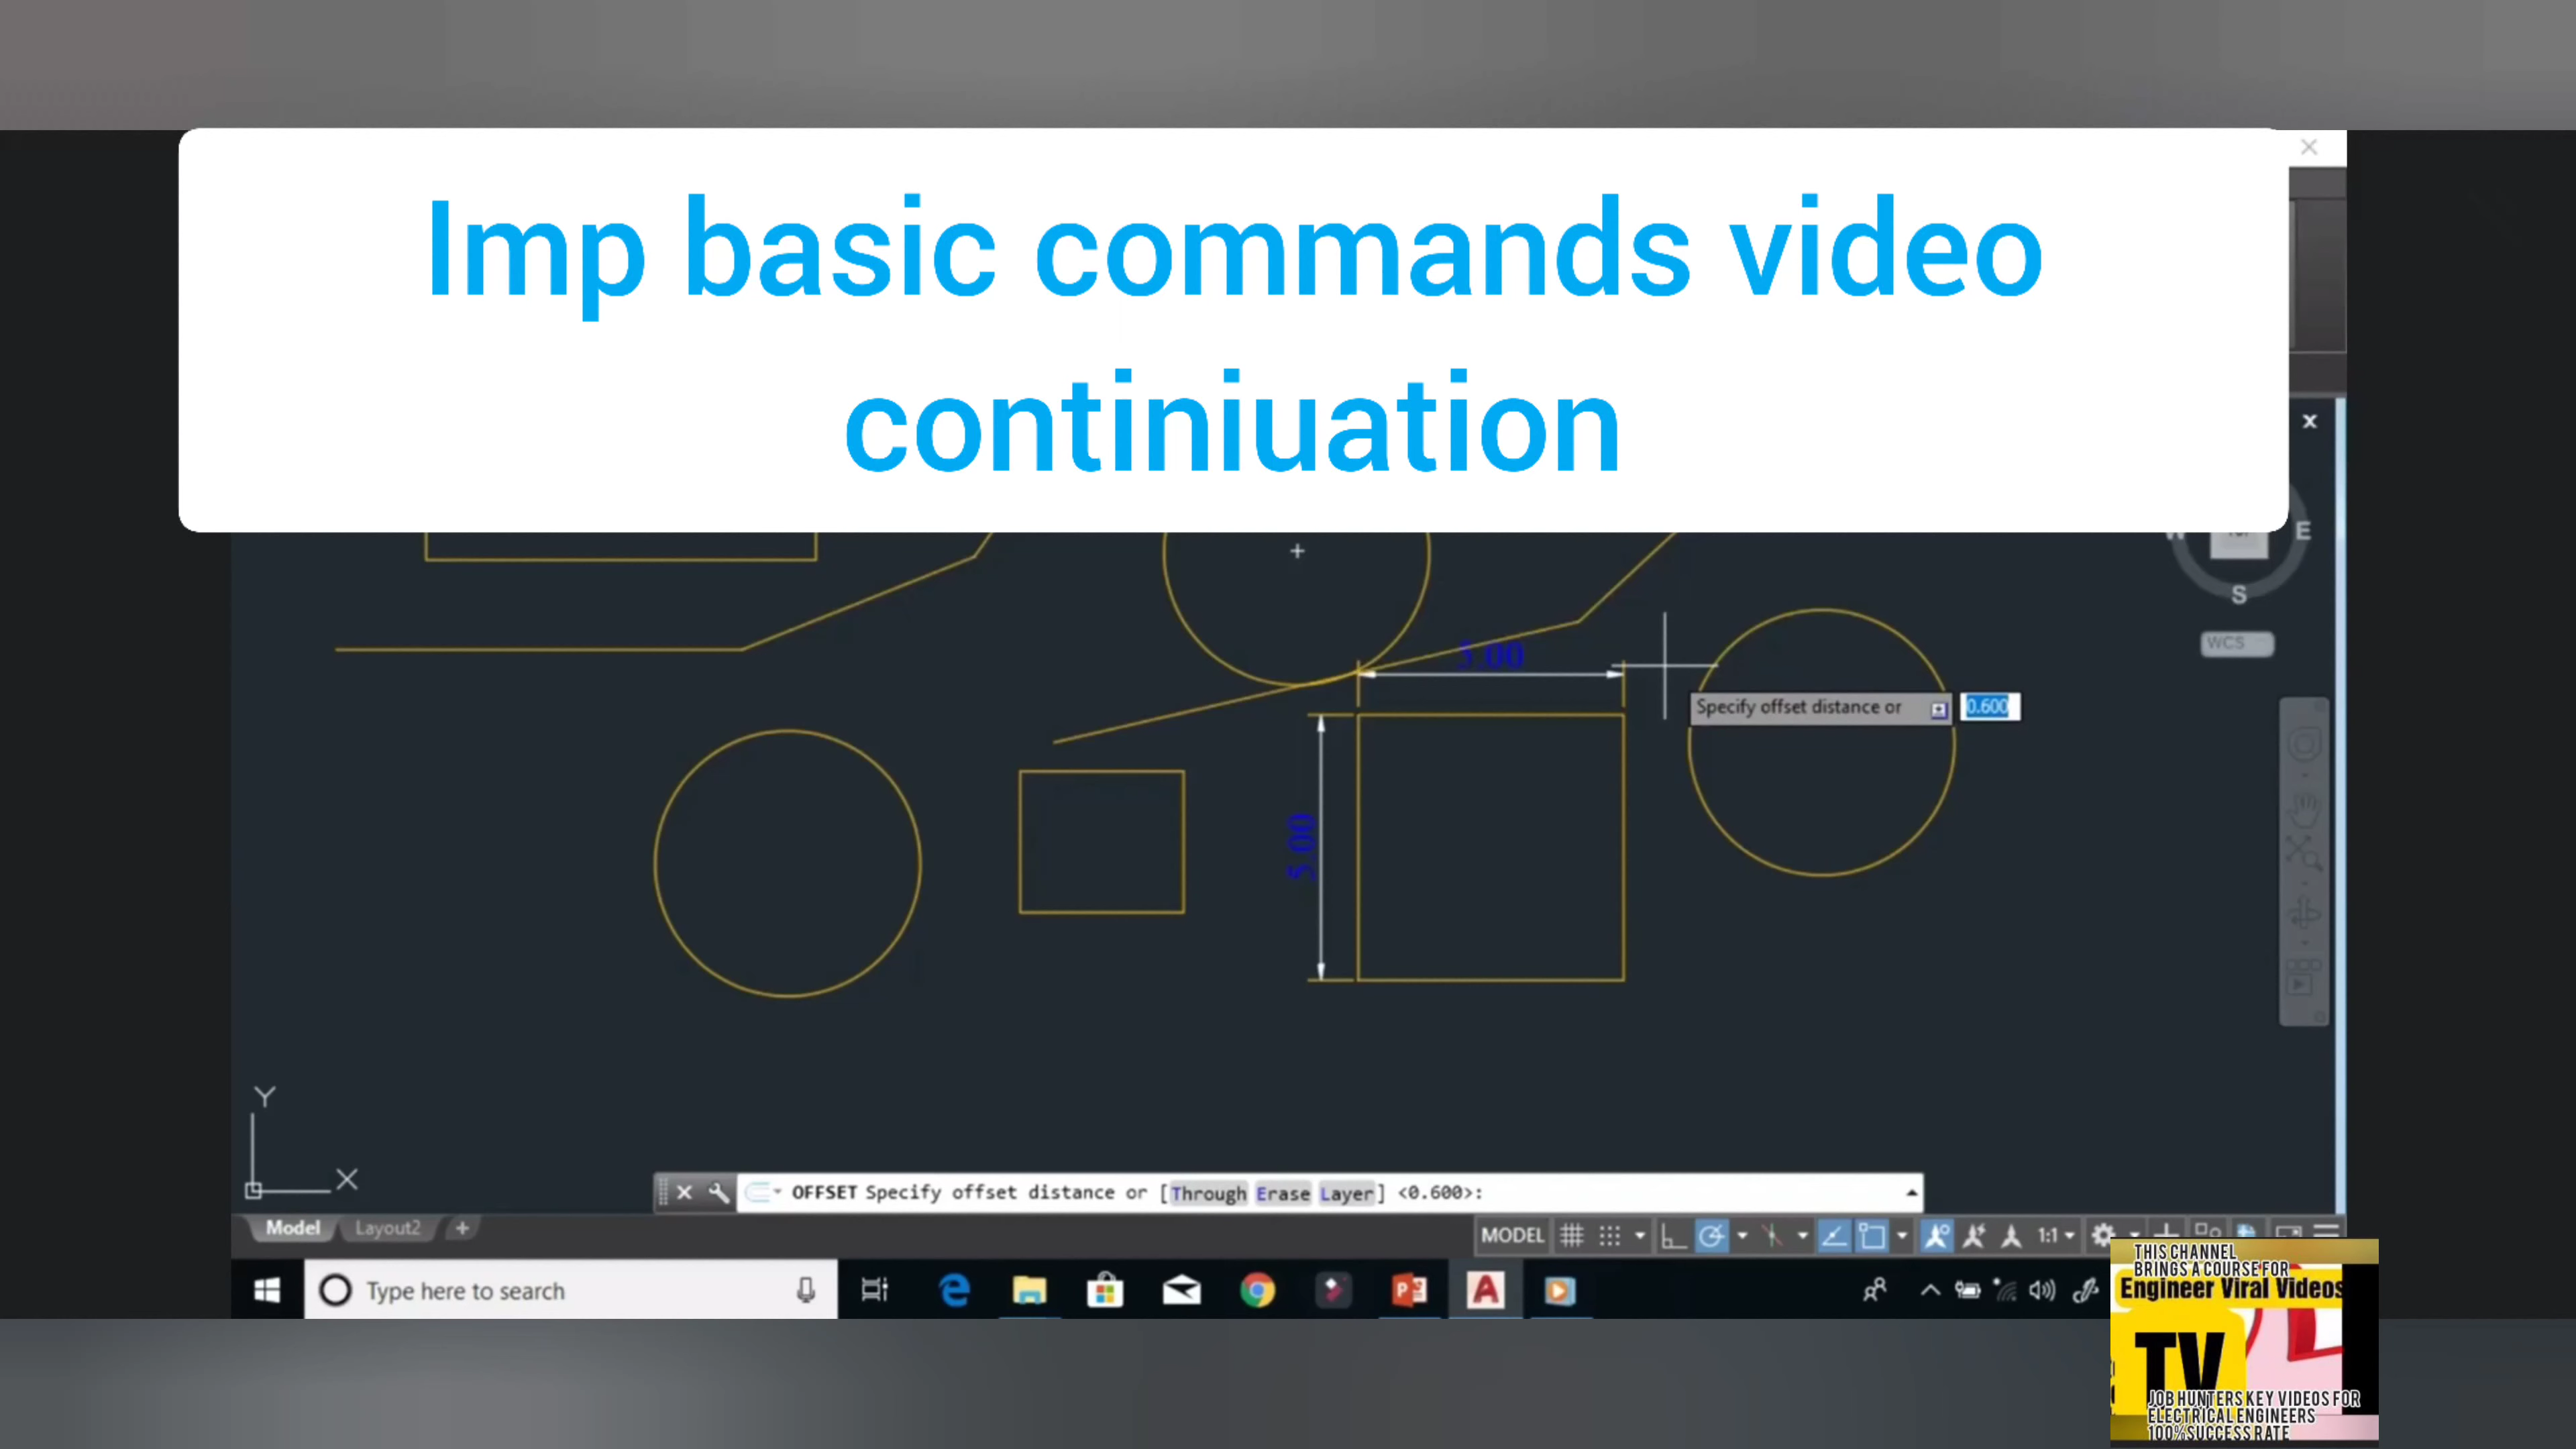 Imp basic commands video
continiuation
E
S
WCS
5.00
Specify offset distance or 0.600
5.00
Y
X
OFFSET Specify offset distance or [Through Erase Layer] <0.600>:
Model Layout2 +
MODEL 1:1
Type here to search
THIS CHANNEL
BRINGS A COURSE FOR
Engineer Viral Videos
TV
JOB HUNTERS KEY VIDEOS FOR
ELECTRICAL ENGINEERS
100%SUCCESS RATE